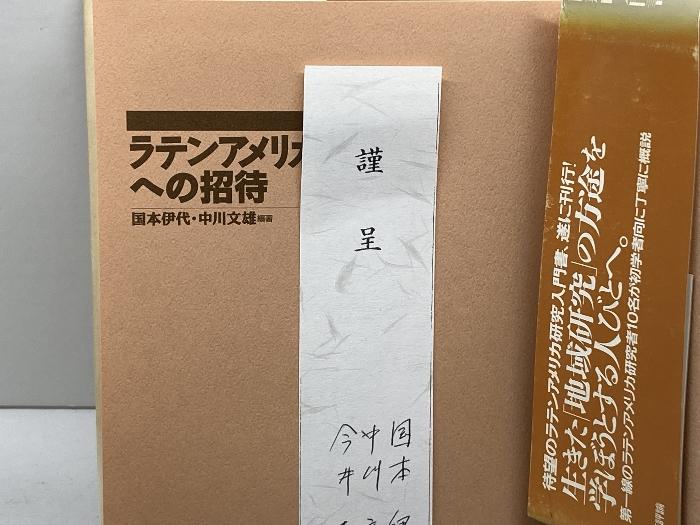 ラテンアメリカ
への招待
国本伊代・中川文雄編著
謹呈
国本
中川
今井
待望のラテンアメリカ研究入門書、遂に刊行!
生きた「地域研究」の方途を
学ぼうとする人びとへ。
第一線のラテンアメリカ研究者10名が初学者向に丁寧に概説